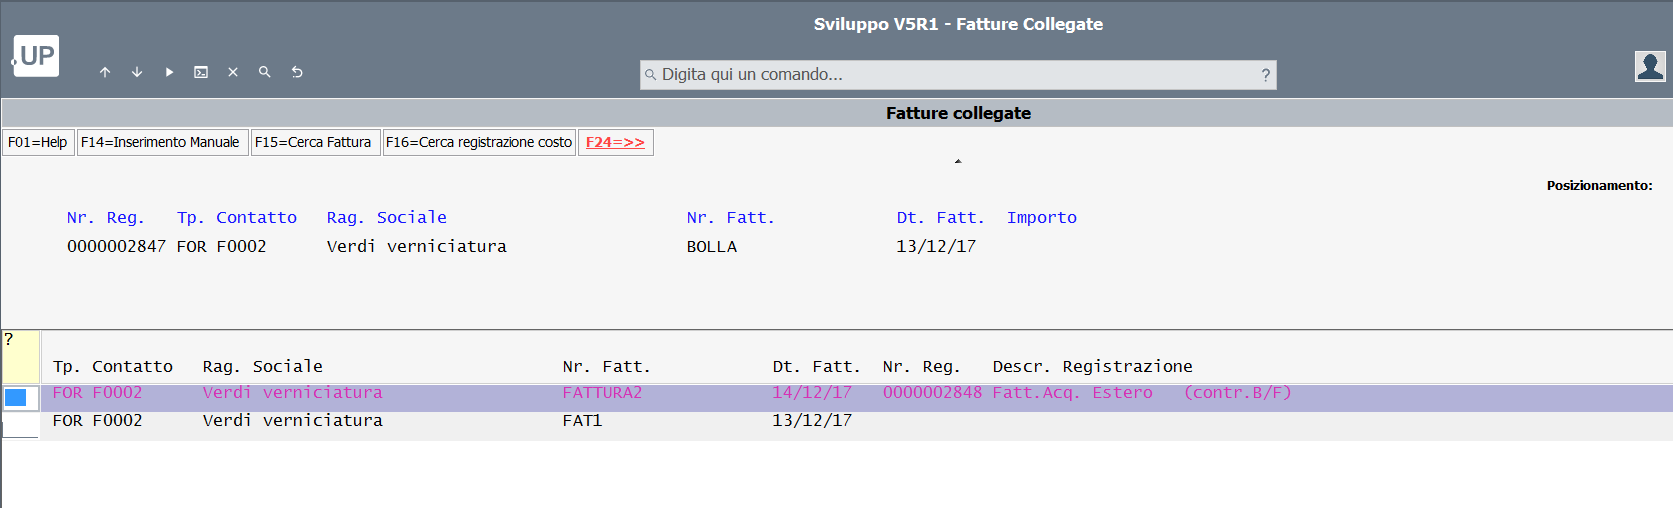 Sviluppo V5R1 - Fatture Collegate
UP
Digita qui un comando... ?
Fatture collegate
F01=Help F14=Inserimento Manuale F15=Cerca Fattura F16=Cerca registrazione costo F24=>>
Posizionamento:
Nr. Reg. Tp. Contatto Rag. Sociale Nr. Fatt. Dt. Fatt. Importo
0000002847 FOR F0002 Verdi verniciatura BOLLA 13/12/17
?
Tp. Contatto Rag. Sociale Nr. Fatt. Dt. Fatt. Nr. Reg. Descr. Registrazione
FOR F0002 Verdi verniciatura FATTURA2 14/12/17 0000002848 Fatt.Acq. Estero (contr.B/F)
FOR F0002 Verdi verniciatura FAT1 13/12/17